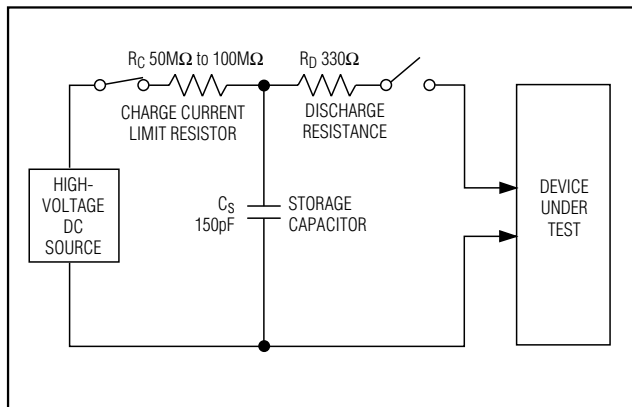 R_C 50MΩ to 100MΩ
CHARGE CURRENT
LIMIT RESISTOR
R_D 330Ω
DISCHARGE
RESISTANCE
HIGH-
VOLTAGE
DC
SOURCE
C_S
150pF
STORAGE
CAPACITOR
DEVICE
UNDER
TEST